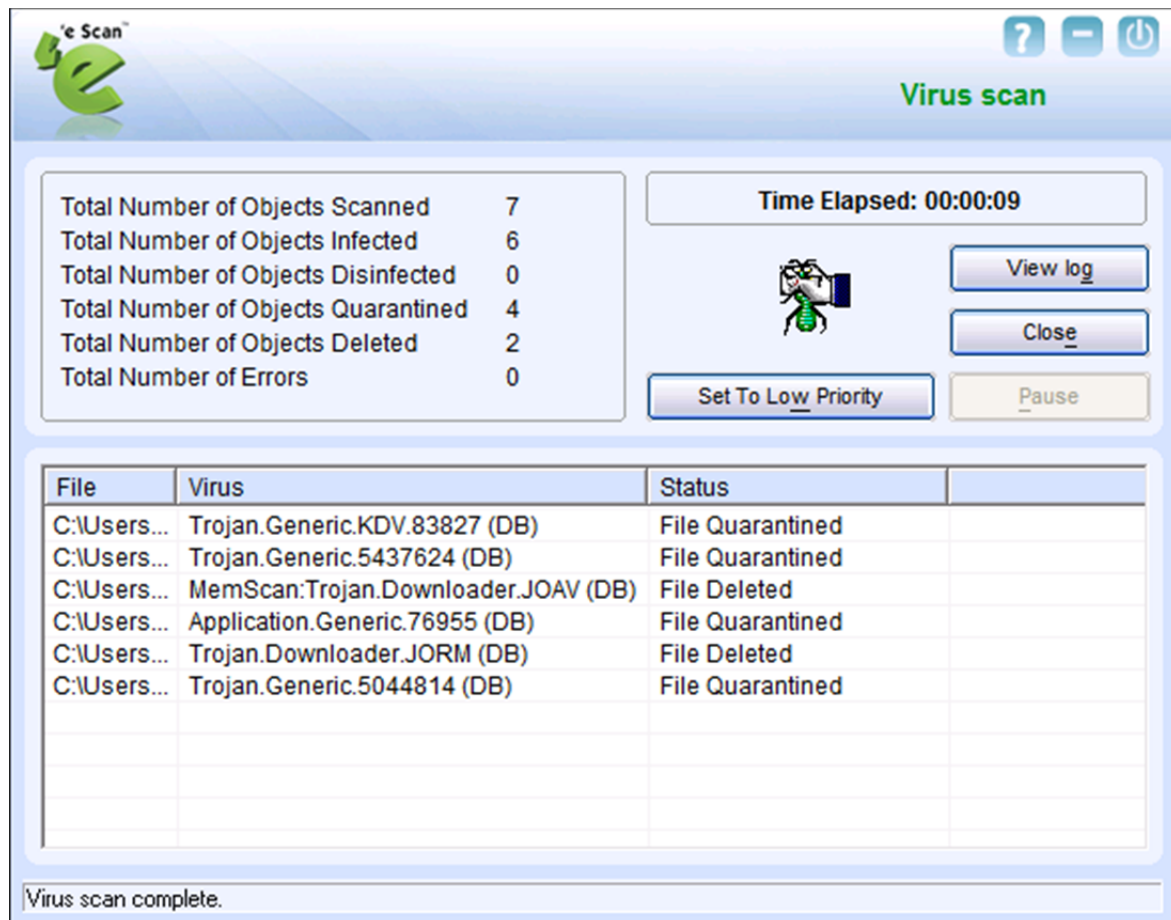 'e Scan™
?
Virus scan
Total Number of Objects Scanned 7
Total Number of Objects Infected 6
Total Number of Objects Disinfected 0
Total Number of Objects Quarantined 4
Total Number of Objects Deleted 2
Total Number of Errors 0
Time Elapsed: 00:00:09
View log
Close
Set To Low Priority
Pause
File Virus Status
C:\Users... Trojan.Generic.KDV.83827 (DB) File Quarantined
C:\Users... Trojan.Generic.5437624 (DB) File Quarantined
C:\Users... MemScan:Trojan.Downloader.JOAV (DB) File Deleted
C:\Users... Application.Generic.76955 (DB) File Quarantined
C:\Users... Trojan.Downloader.JORM (DB) File Deleted
C:\Users... Trojan.Generic.5044814 (DB) File Quarantined
Virus scan complete.